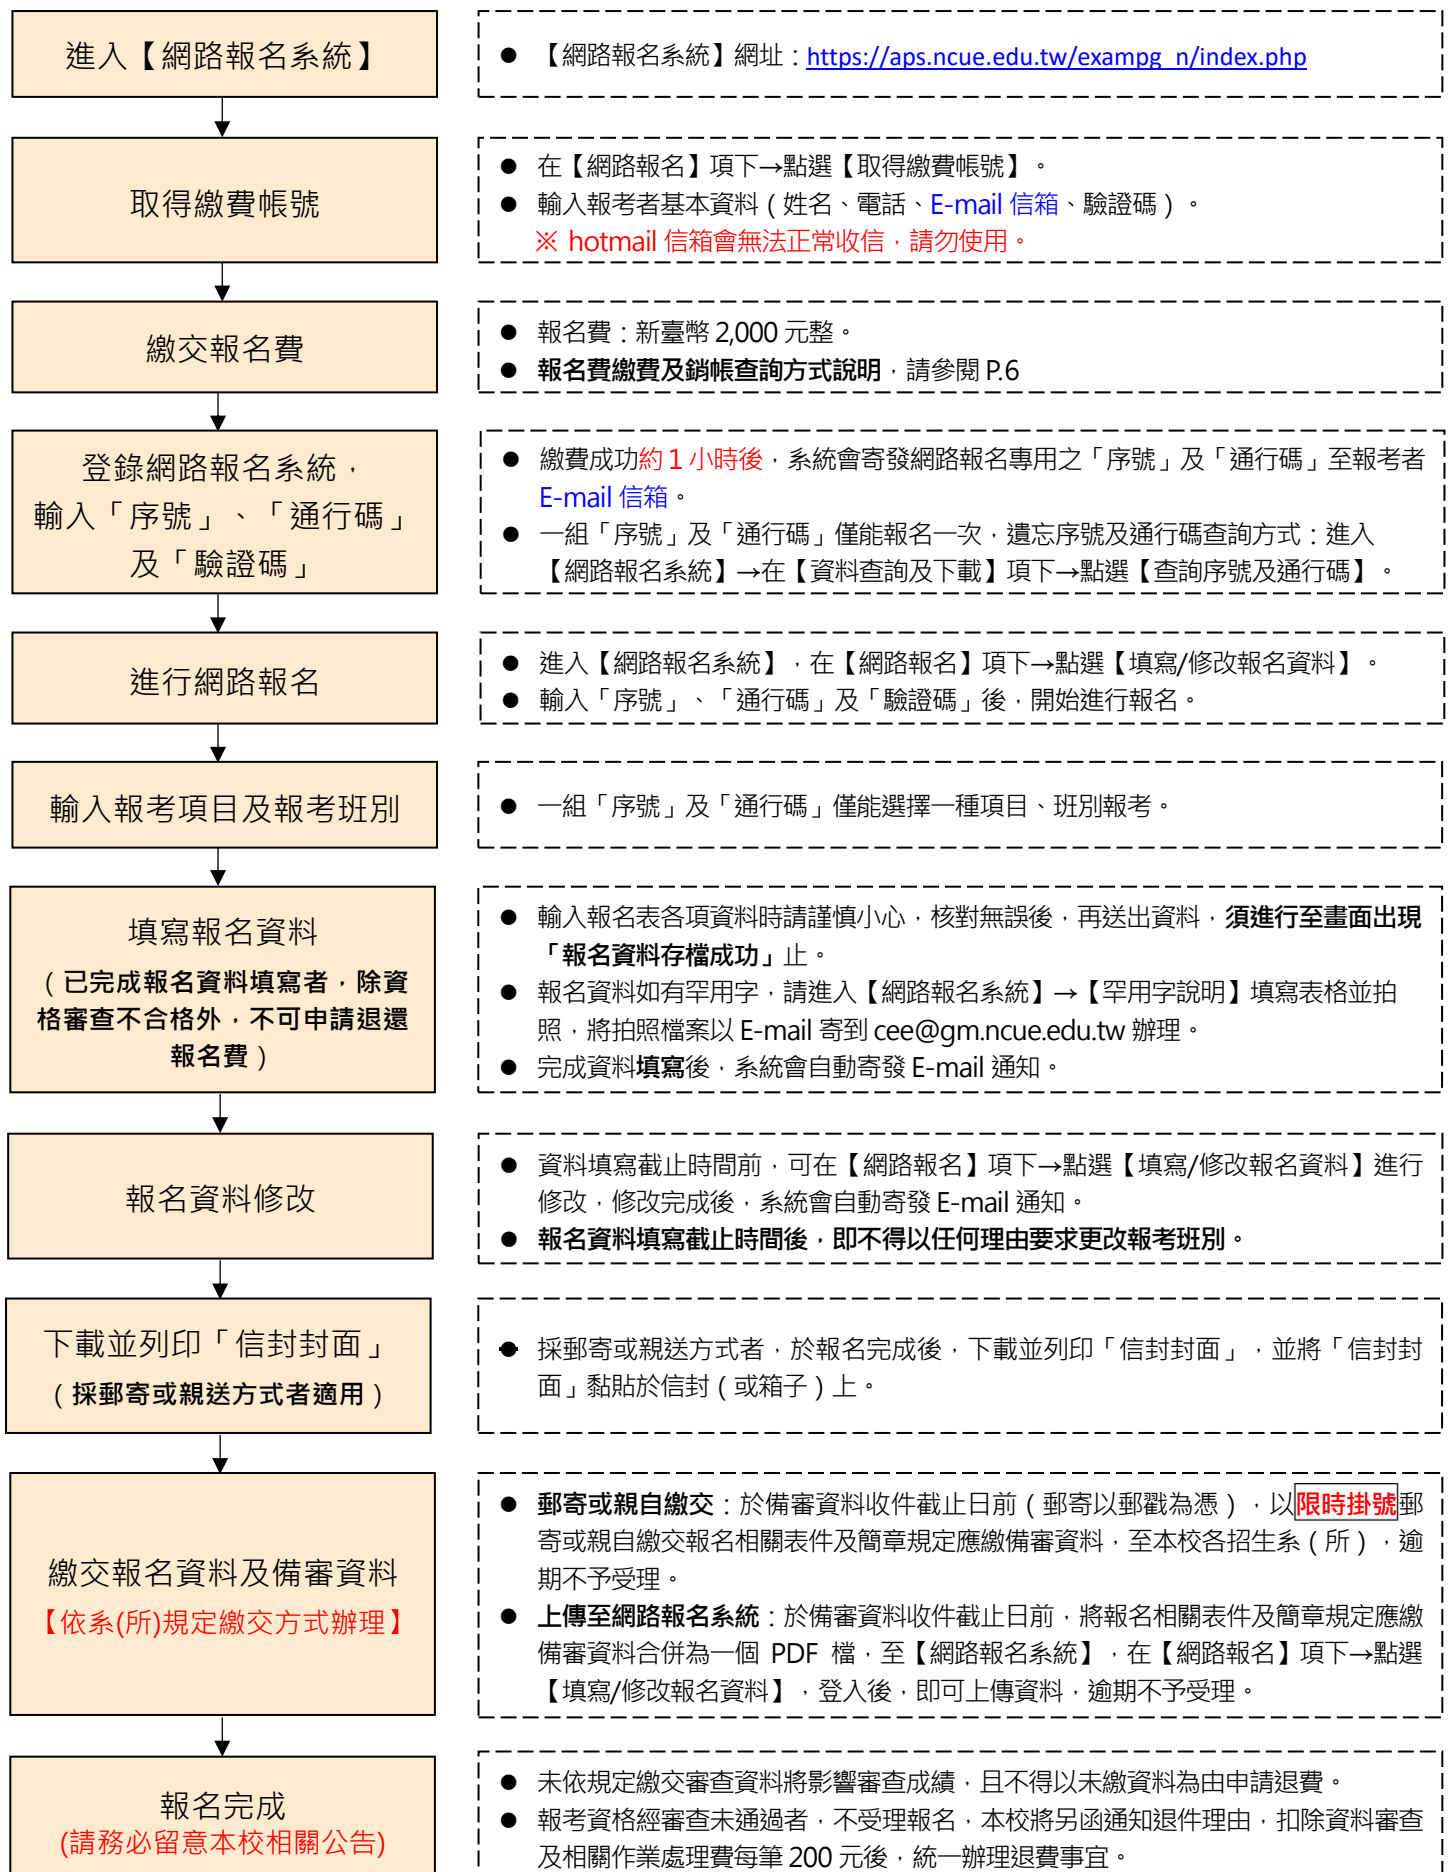 進入【網路報名系統】
● 【網路報名系統】網址：https://aps.ncue.edu.tw/exampg_n/index.php
取得繳費帳號
● 在【網路報名】項下→點選【取得繳費帳號】。
● 輸入報考者基本資料（姓名、電話、E-mail 信箱、驗證碼）。
※ hotmail 信箱會無法正常收信，請勿使用。
繳交報名費
● 報名費：新臺幣 2,000 元整。
● 報名費繳費及銷帳查詢方式說明，請參閱 P.6
登錄網路報名系統，
輸入「序號」、「通行碼」
及「驗證碼」
● 繳費成功約 1 小時後，系統會寄發網路報名專用之「序號」及「通行碼」至報考者
E-mail 信箱。
● 一組「序號」及「通行碼」僅能報名一次，遺忘序號及通行碼查詢方式：進入
【網路報名系統】→在【資料查詢及下載】項下→點選【查詢序號及通行碼】。
進行網路報名
● 進入【網路報名系統】，在【網路報名】項下→點選【填寫/修改報名資料】。
● 輸入「序號」、「通行碼」及「驗證碼」後，開始進行報名。
輸入報考項目及報考班別
● 一組「序號」及「通行碼」僅能選擇一種項目、班別報考。
填寫報名資料
（已完成報名資料填寫者，除資
格審查不合格外，不可申請退還
報名費）
● 輸入報名表各項資料時請謹慎小心，核對無誤後，再送出資料，須進行至畫面出現
「報名資料存檔成功」止。
● 報名資料如有罕用字，請進入【網路報名系統】→【罕用字說明】填寫表格並拍
照，將拍照檔案以 E-mail 寄到 cee@gm.ncue.edu.tw 辦理。
● 完成資料填寫後，系統會自動寄發 E-mail 通知。
報名資料修改
● 資料填寫截止時間前，可在【網路報名】項下→點選【填寫/修改報名資料】進行
修改，修改完成後，系統會自動寄發 E-mail 通知。
● 報名資料填寫截止時間後，即不得以任何理由要求更改報考班別。
下載並列印「信封封面」
（採郵寄或親送方式者適用）
● 採郵寄或親送方式者，於報名完成後，下載並列印「信封封面」，並將「信封封
面」黏貼於信封（或箱子）上。
繳交報名資料及備審資料
【依系(所)規定繳交方式辦理】
● 郵寄或親自繳交：於備審資料收件截止日前（郵寄以郵戳為憑），以限時掛號郵
寄或親自繳交報名相關表件及簡章規定應繳備審資料，至本校各招生系（所），逾
期不予受理。
● 上傳至網路報名系統：於備審資料收件截止日前，將報名相關表件及簡章規定應繳
備審資料合併為一個 PDF 檔，至【網路報名系統】，在【網路報名】項下→點選
【填寫/修改報名資料】，登入後，即可上傳資料，逾期不予受理。
報名完成
(請務必留意本校相關公告)
● 未依規定繳交審查資料將影響審查成績，且不得以未繳資料為由申請退費。
● 報考資格經審查未通過者，不受理報名，本校將另函通知退件理由，扣除資料審查
及相關作業處理費每筆 200 元後，統一辦理退費事宜。